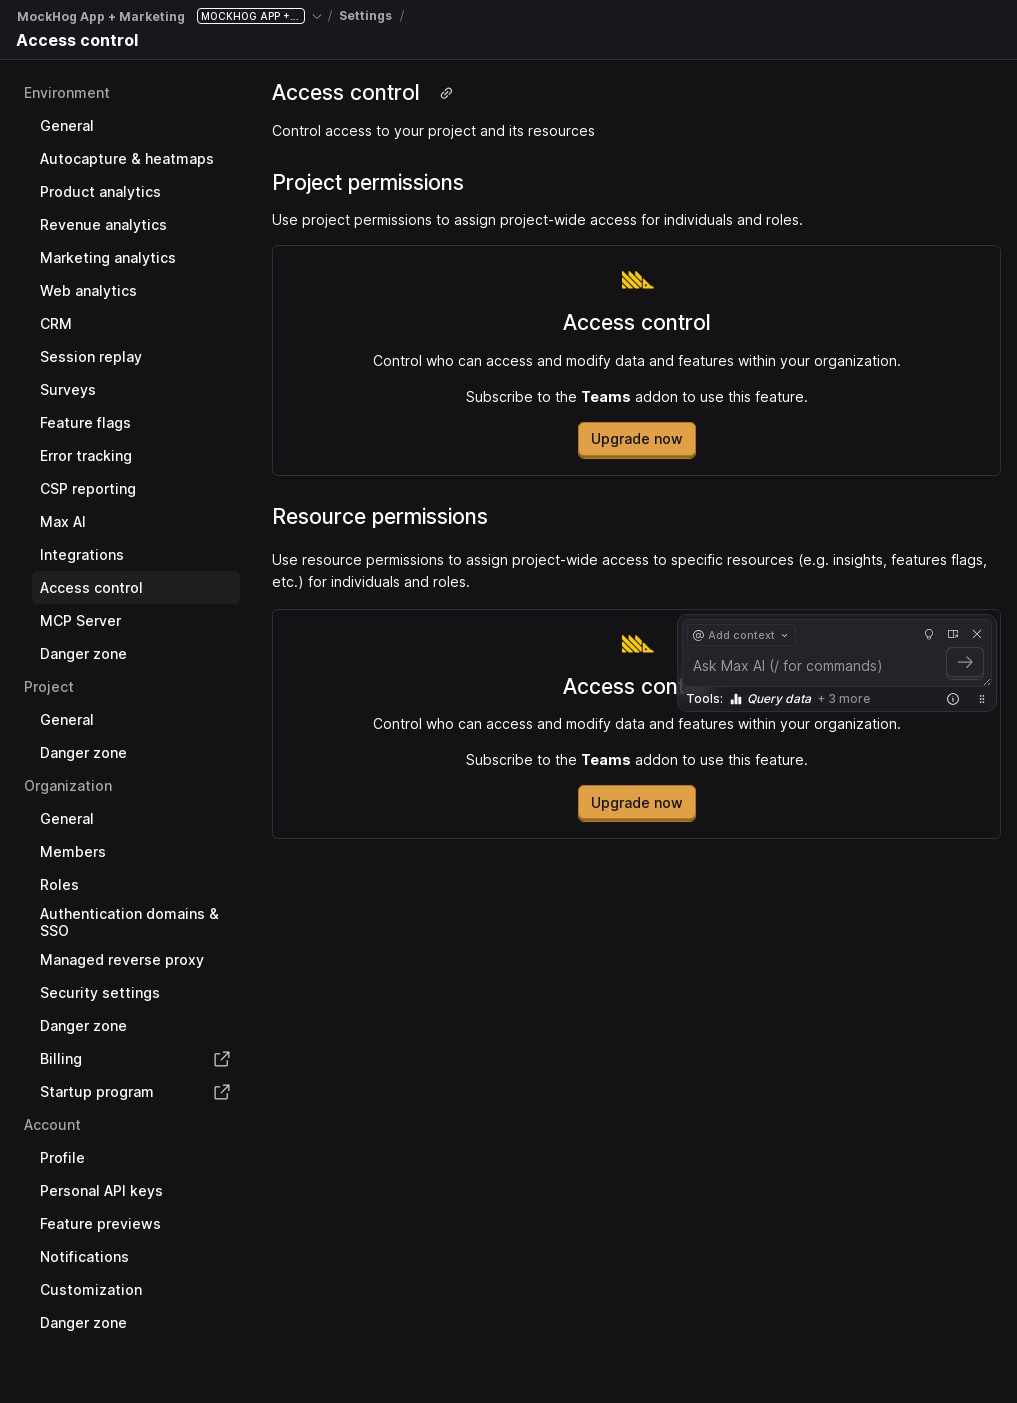 MockHog App + Marketing MOCKHOG APP +... / Settings /
Access control
Environment
General
Autocapture & heatmaps
Product analytics
Revenue analytics
Marketing analytics
Web analytics
CRM
Session replay
Surveys
Feature flags
Error tracking
CSP reporting
Max AI
Integrations
Access control
MCP Server
Danger zone
Project
General
Danger zone
Organization
General
Members
Roles
Authentication domains &
SSO
Managed reverse proxy
Security settings
Danger zone
Billing
Startup program
Account
Profile
Personal API keys
Feature previews
Notifications
Customization
Danger zone
Access control
Control access to your project and its resources
Project permissions
Use project permissions to assign project-wide access for individuals and roles.
Access control
Control who can access and modify data and features within your organization.
Subscribe to the Teams addon to use this feature.
Upgrade now
Resource permissions
Use resource permissions to assign project-wide access to specific resources (e.g. insights, features flags,
etc.) for individuals and roles.
Access cont
Control who can access and modify data and features within your organization.
Subscribe to the Teams addon to use this feature.
Upgrade now
@ Add context
Ask Max AI (/ for commands)
Tools: Query data + 3 more